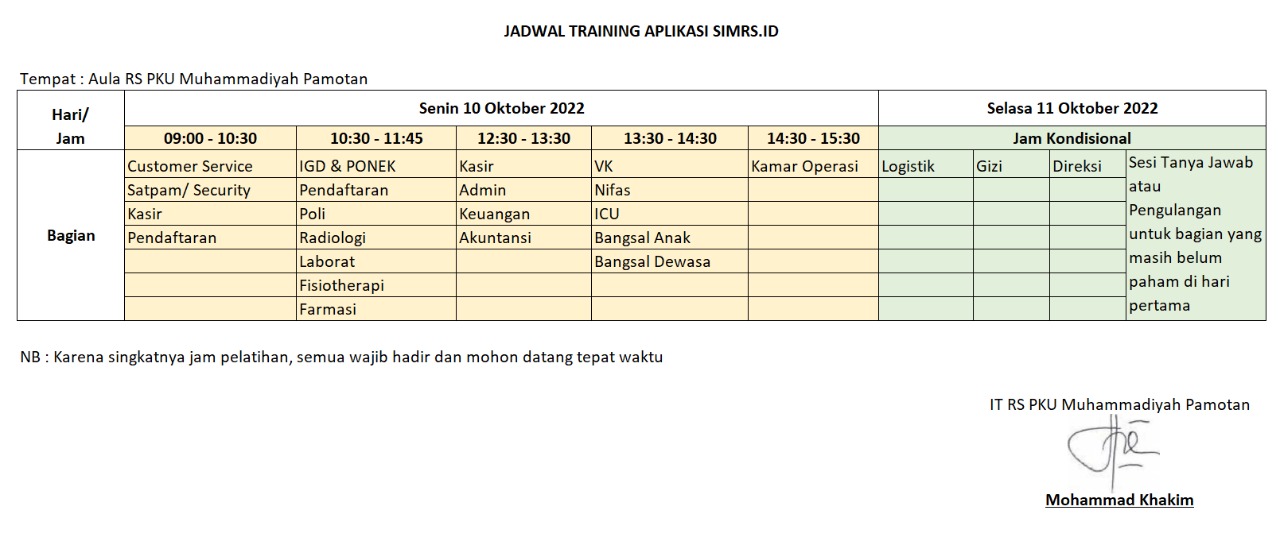 JADWAL TRAINING APLIKASI SIMRS.ID
Tempat : Aula RS PKU Muhammadiyah Pamotan
Hari/ Jam Senin 10 Oktober 2022 Selasa 11 Oktober 2022
09:00 - 10:30 10:30 - 11:45 12:30 - 13:30 13:30 - 14:30 14:30 - 15:30 Jam Kondisional
Bagian
Customer Service IGD & PONEK Kasir VK Kamar Operasi Logistik Gizi Direksi Sesi Tanya Jawab
Satpam/ Security Pendaftaran Admin Nifas atau
Kasir Poli Keuangan ICU Pengulangan
Pendaftaran Radiologi Akuntansi Bangsal Anak untuk bagian yang
Laborat Bangsal Dewasa masih belum
Fisiotherapi paham di hari
Farmasi pertama
NB : Karena singkatnya jam pelatihan, semua wajib hadir dan mohon datang tepat waktu
IT RS PKU Muhammadiyah Pamotan
Mohammad Khakim